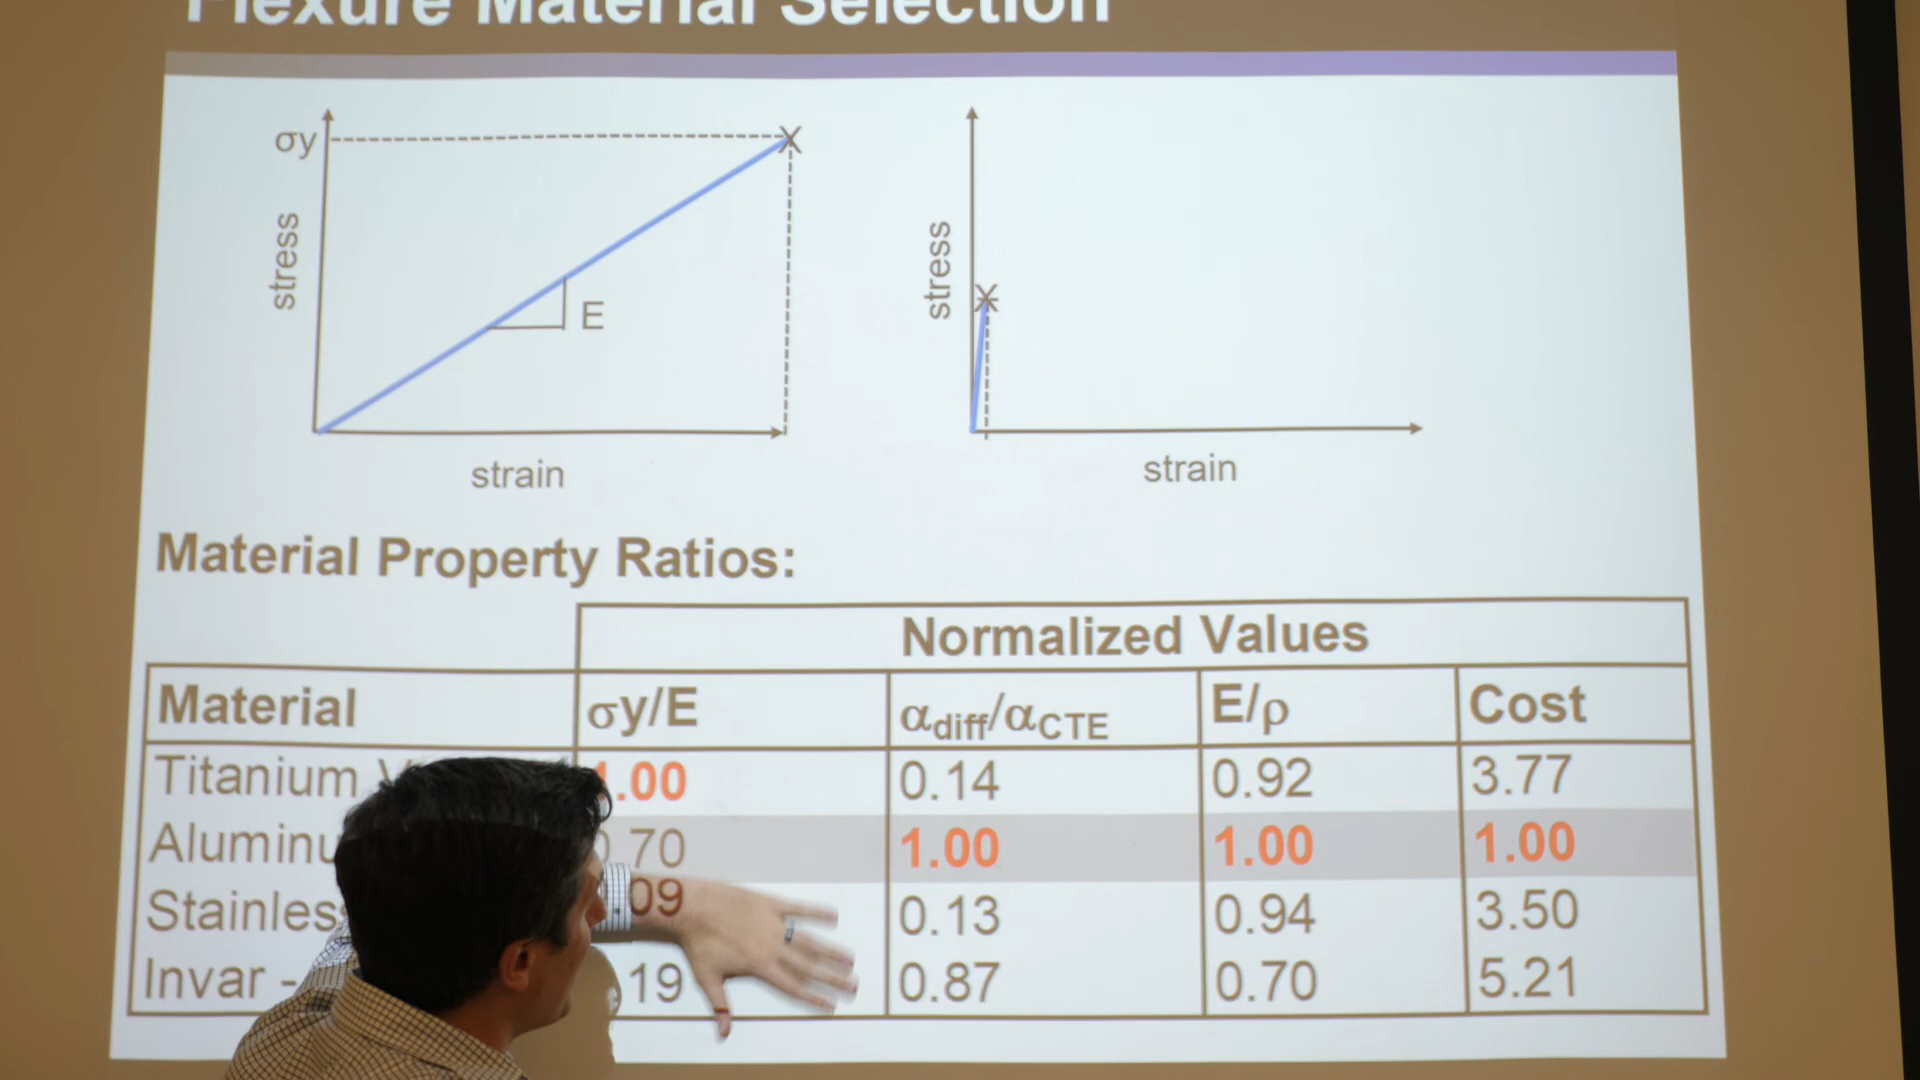 Flexure Material Selection
σy
stress
E
strain
stress
strain
Material Property Ratios:
Normalized Values
Material σy/E αdiff/αCTE E/ρ Cost
Titanium .00 0.14 0.92 3.77
Aluminu 70 1.00 1.00 1.00
Stainles 09 0.13 0.94 3.50
Invar - 19 0.87 0.70 5.21